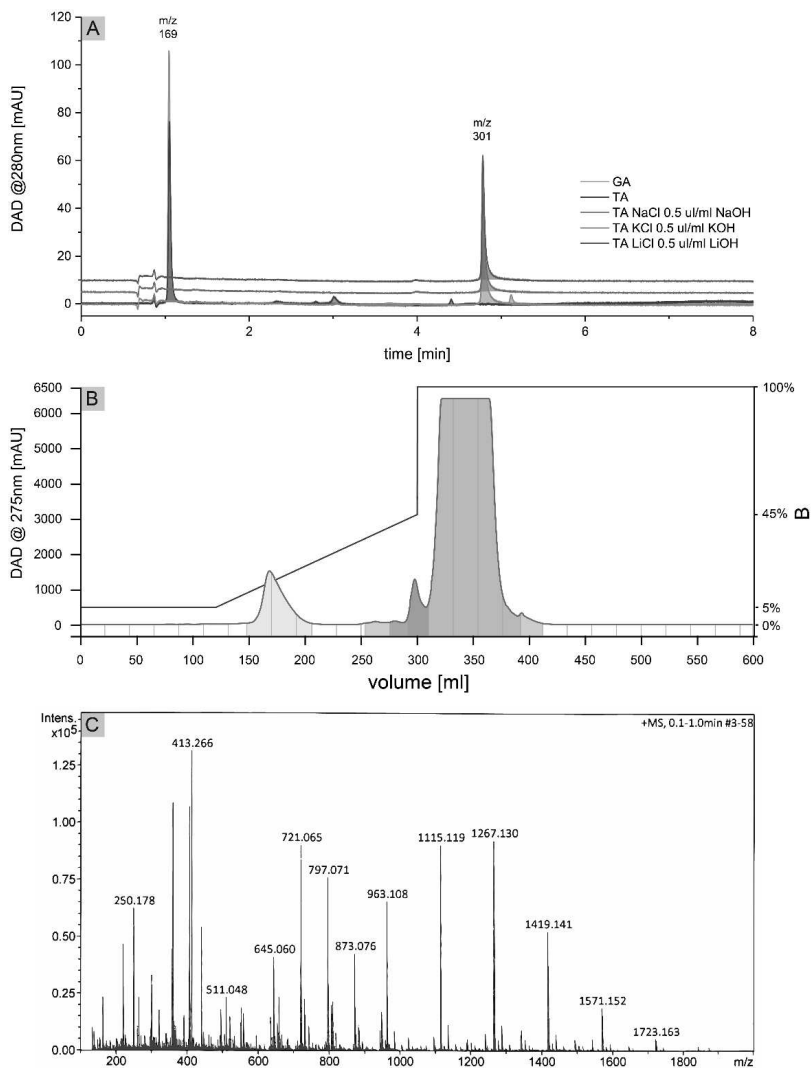 A
m/z
169
m/z
301
DAD @280nm [mAU]
120
100
80
60
40
20
0
GA
TA
TA NaCl 0.5 ul/ml NaOH
TA KCl 0.5 ul/ml KOH
TA LiCl 0.5 ul/ml LiOH
0 2 4 6 8
time [min]
B
DAD @ 275nm [mAU]
6500
6000
5000
4000
3000
2000
1000
0
100%
45%
5%
0%
B
0 50 100 150 200 250 300 350 400 450 500 550 600
volume [ml]
Intens.
x10⁵
C
+MS, 0.1-1.0min #3-58
1.25
1.00
0.75
0.50
0.25
0.00
413.266
250.178
511.048
645.060
721.065
797.071
873.076
963.108
1115.119
1267.130
1419.141
1571.152
1723.163
200 400 600 800 1000 1200 1400 1600 1800 m/z